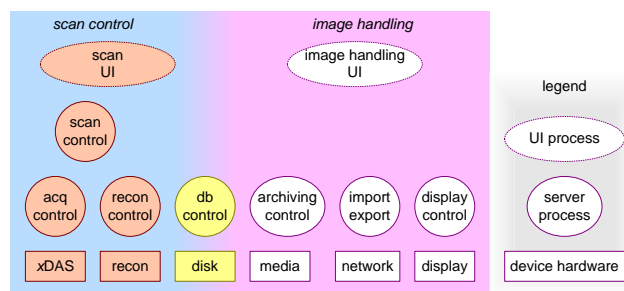 scan control
image handling
scan
UI
image handling
UI
legend
scan
control
UI process
acq
control
recon
control
db
control
archiving
control
import
export
display
control
server
process
xDAS
recon
disk
media
network
display
device hardware